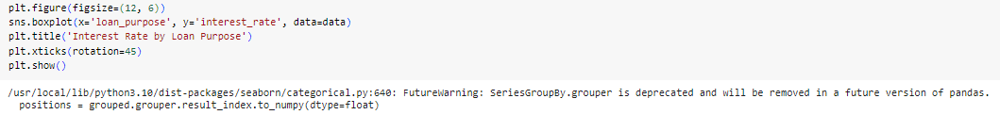 plt.figure(figsize=(12, 6))
sns.boxplot(x='loan_purpose', y='interest_rate', data=data)
plt.title('Interest Rate by Loan Purpose')
plt.xticks(rotation=45)
plt.show()
/usr/local/lib/python3.10/dist-packages/seaborn/categorical.py:640: FutureWarning: SeriesGroupBy.grouper is deprecated and will be removed in a future version of pandas.
  positions = grouped.grouper.result_index.to_numpy(dtype=float)